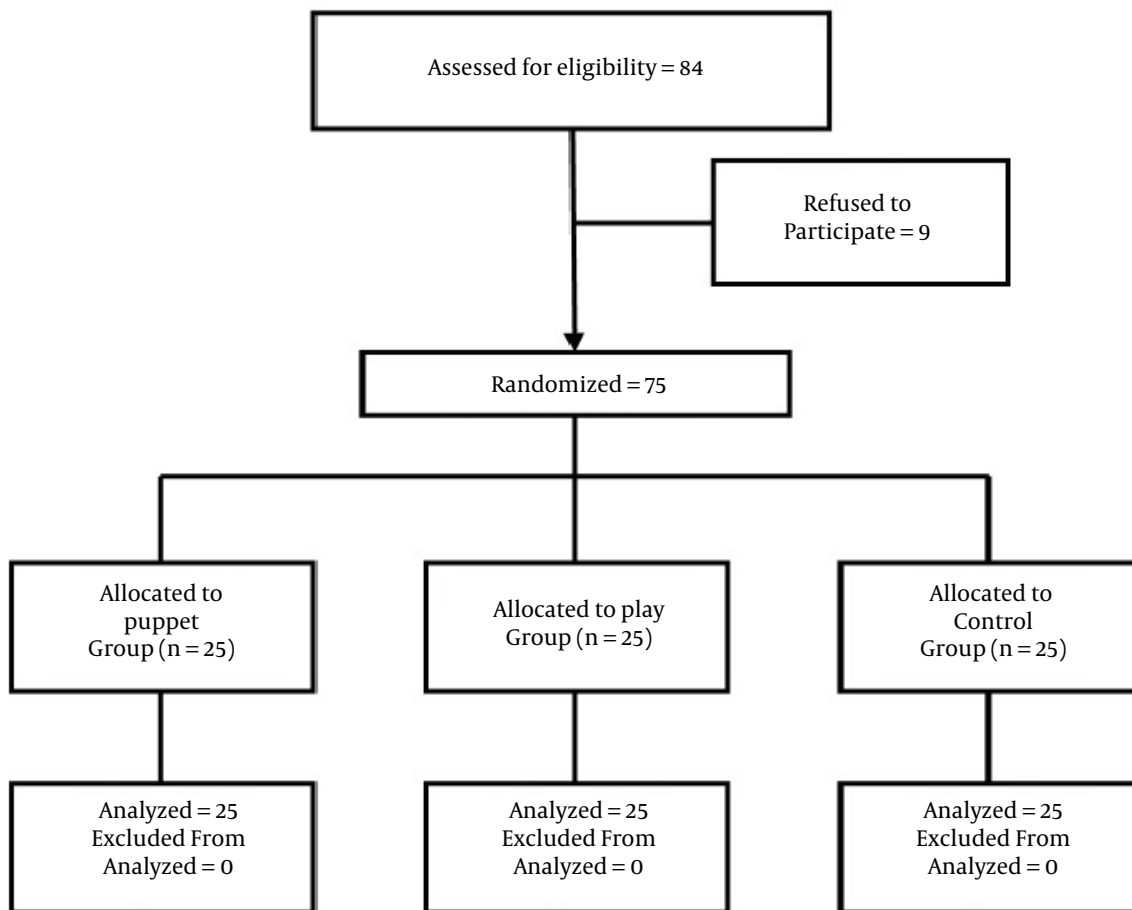 Assessed for eligibility = 84
Refused to
Participate = 9
Randomized = 75
Allocated to
puppet
Group (n = 25)
Allocated to play
Group (n = 25)
Allocated to
Control
Group (n = 25)
Analyzed = 25
Excluded From
Analyzed = 0
Analyzed = 25
Excluded From
Analyzed = 0
Analyzed = 25
Excluded From
Analyzed = 0